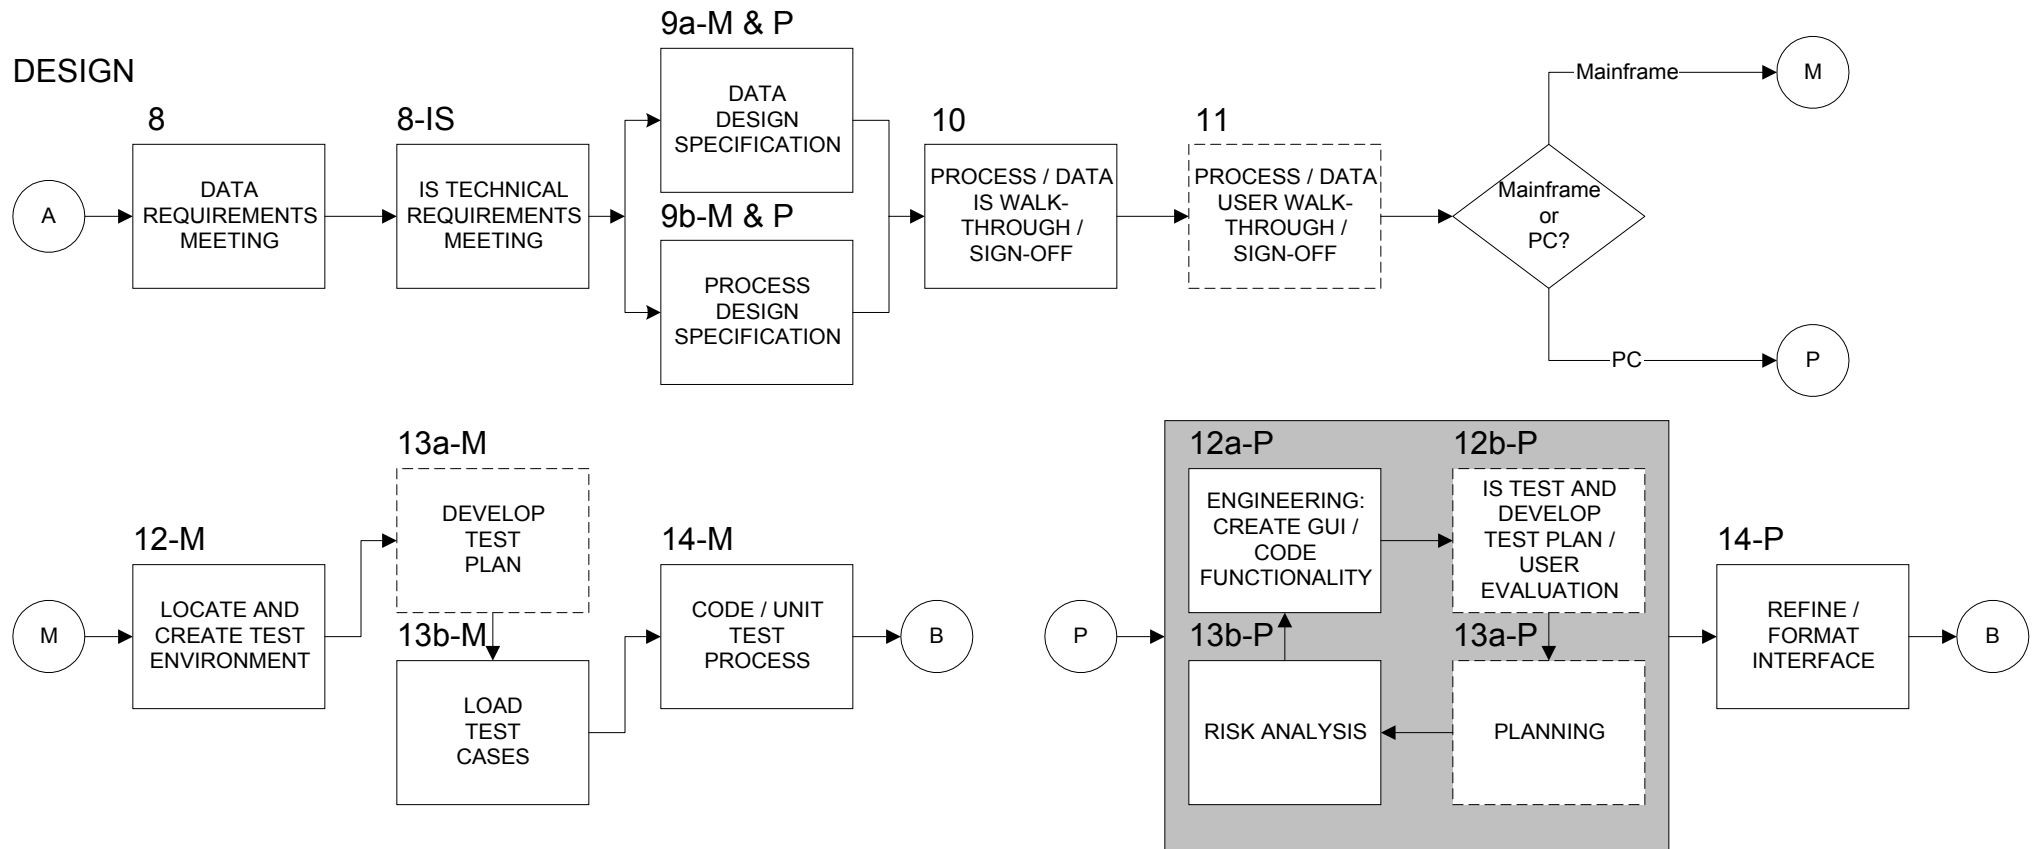 DESIGN
A
8
DATA
REQUIREMENTS
MEETING
8-IS
IS TECHNICAL
REQUIREMENTS
MEETING
9a-M & P
DATA
DESIGN
SPECIFICATION
9b-M & P
PROCESS
DESIGN
SPECIFICATION
10
PROCESS / DATA
IS WALK-
THROUGH /
SIGN-OFF
11
PROCESS / DATA
USER WALK-
THROUGH /
SIGN-OFF
Mainframe
or
PC?
Mainframe
M
PC
P
M
12-M
LOCATE AND
CREATE TEST
ENVIRONMENT
13a-M
DEVELOP
TEST
PLAN
13b-M
LOAD
TEST
CASES
14-M
CODE / UNIT
TEST
PROCESS
B
P
12a-P
ENGINEERING:
CREATE GUI /
CODE
FUNCTIONALITY
12b-P
IS TEST AND
DEVELOP
TEST PLAN /
USER
EVALUATION
13a-P
PLANNING
13b-P
RISK ANALYSIS
14-P
REFINE /
FORMAT
INTERFACE
B